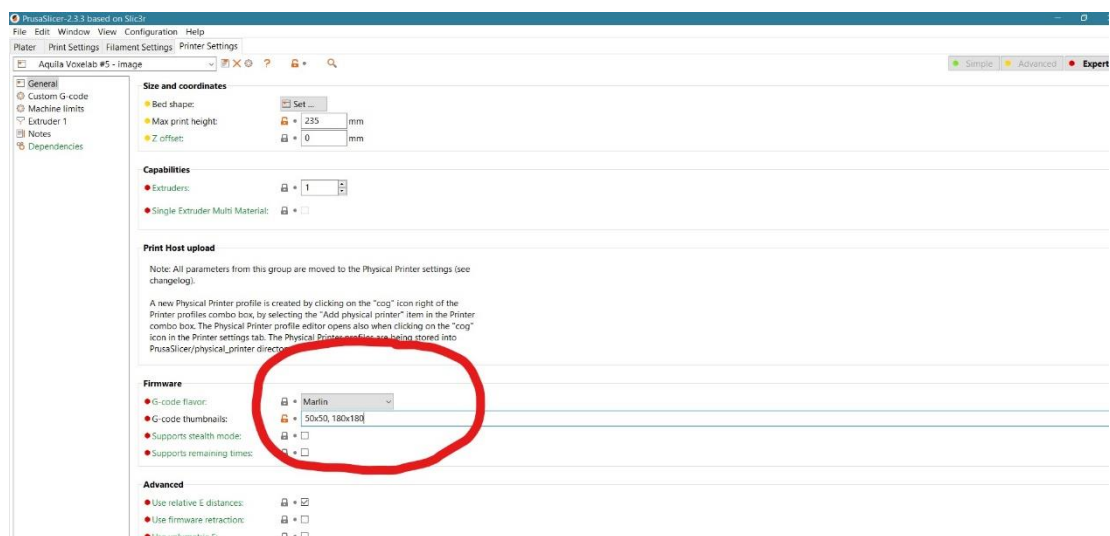 PrusaSlicer-2.3.3 based on Slic3r
File Edit Window View Configuration Help
Plater Print Settings Filament Settings Printer Settings
Aquila Voxelab #5 - image
Simple Advanced Expert
General
Custom G-code
Machine limits
Extruder 1
Notes
Dependencies
Size and coordinates
Bed shape: Set ...
Max print height: 235 mm
Z offset: 0 mm
Capabilities
Extruders: 1
Single Extruder Multi Material:
Print Host upload
Note: All parameters from this group are moved to the Physical Printer settings (see
changelog).
A new Physical Printer profile is created by clicking on the "cog" icon right of the
Printer profiles combo box, by selecting the "Add physical printer" item in the Printer
combo box. The Physical Printer profile editor opens also when clicking on the "cog"
icon in the Printer settings tab. The Physical Printer profiles are being stored into
PrusaSlicer/physical_printer
Firmware
G-code flavor: Marlin
G-code thumbnails: 50x50, 180x180
Supports stealth mode:
Supports remaining times:
Advanced
Use relative E distances:
Use firmware retraction: